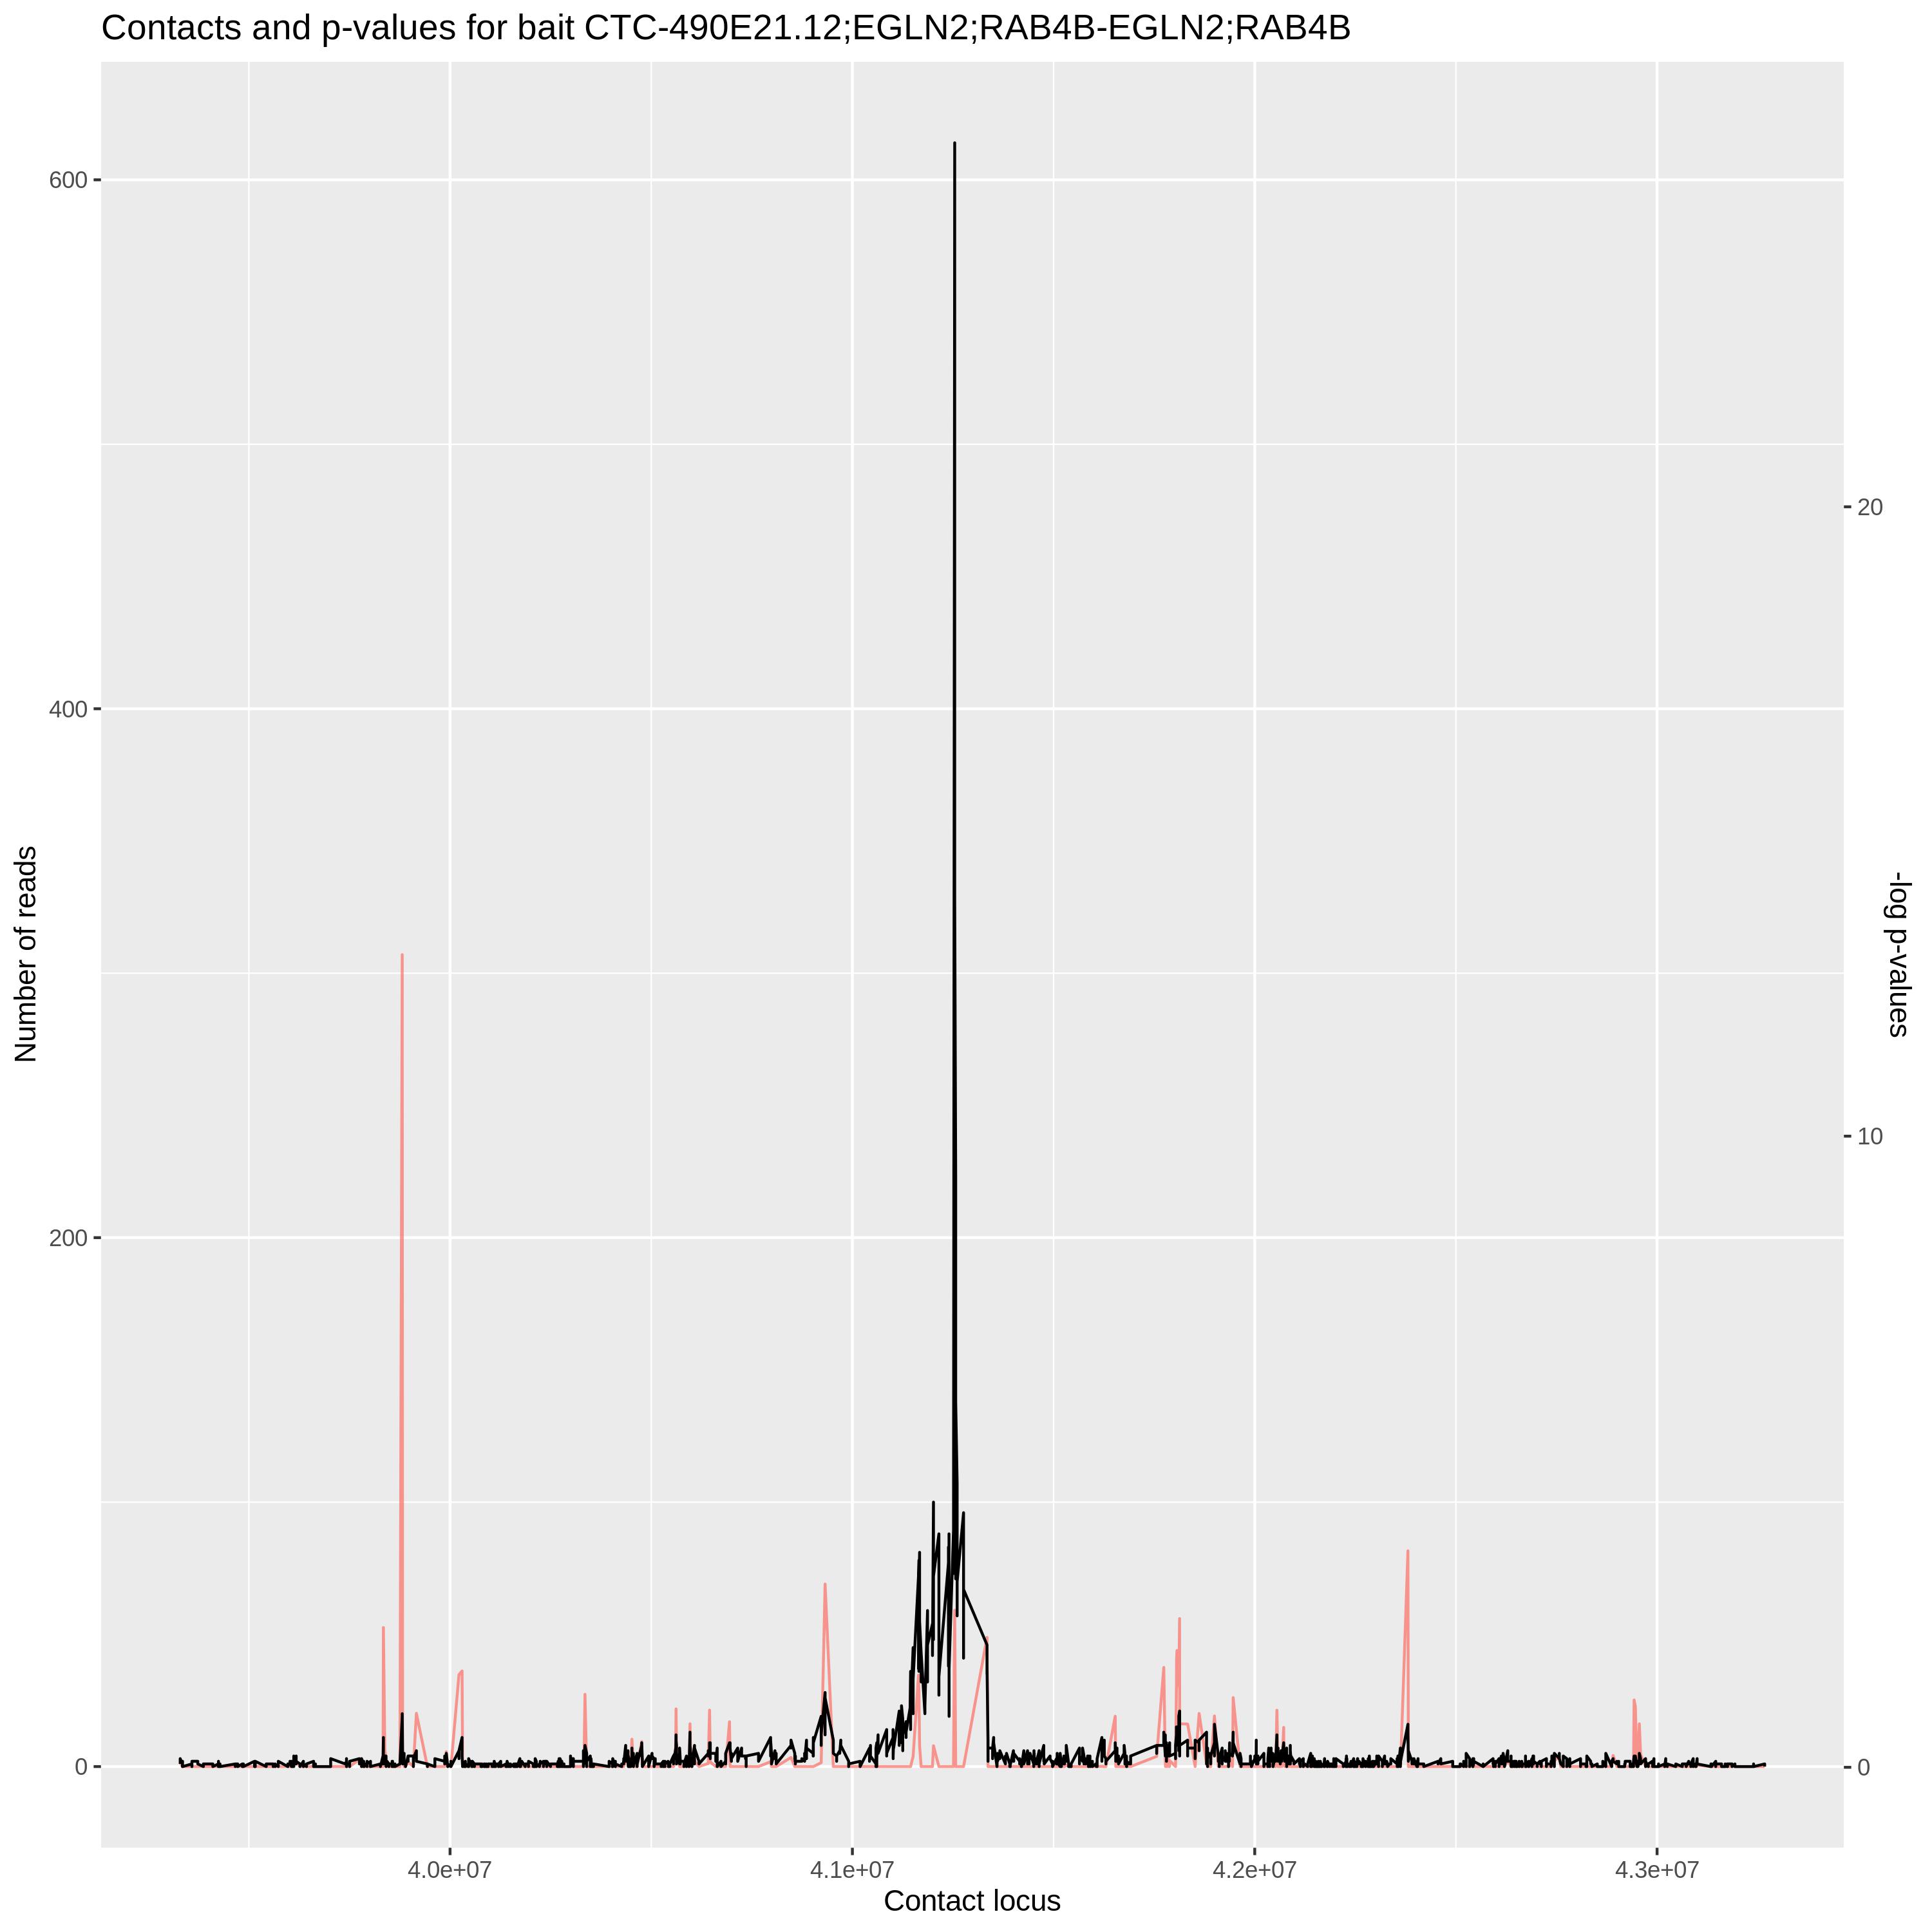 Contacts and p-values for bait CTC-490E21.12;EGLN2;RAB4B-EGLN2;RAB4B
600
400
200
0
Number of reads
20
10
0
-log p-values
4.0e+07
4.1e+07
4.2e+07
4.3e+07
Contact locus